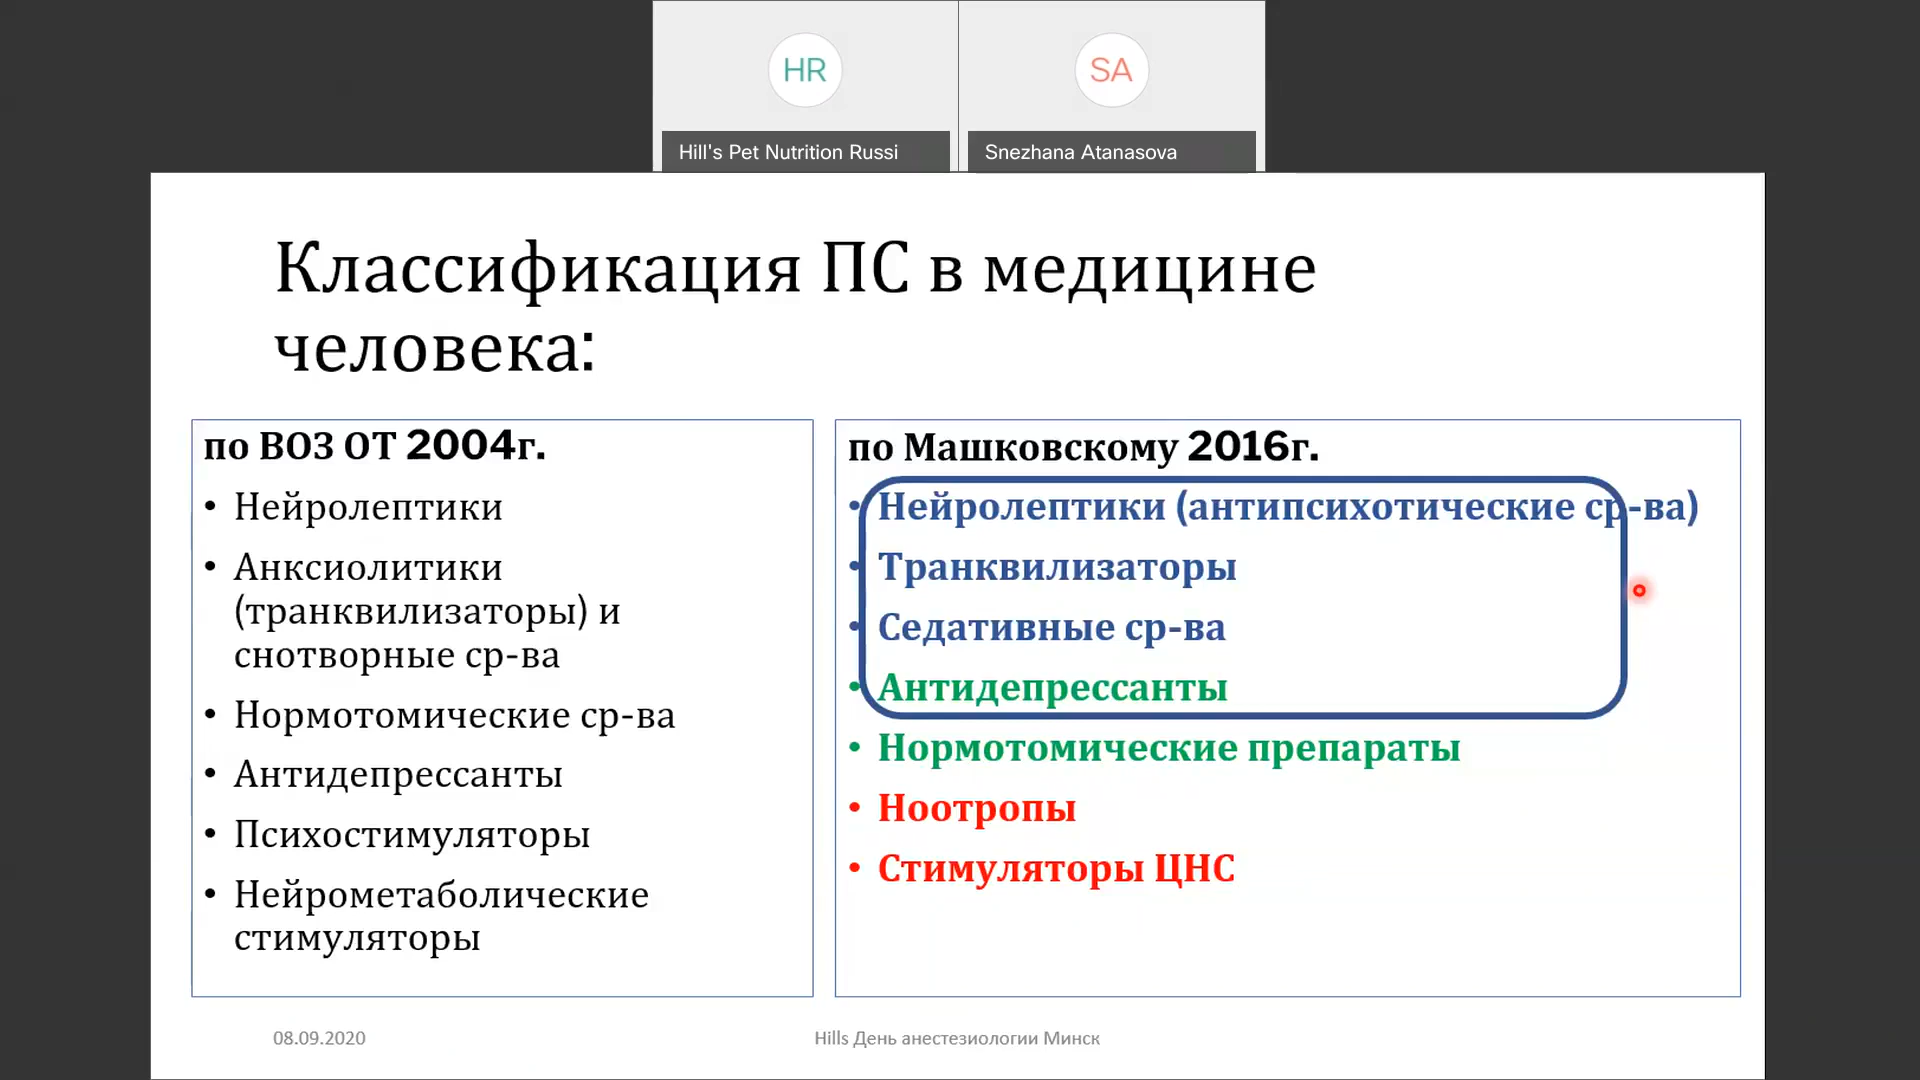 HR
SA
Hill's Pet Nutrition Russi
Snezhana Atanasova
Классификация ПС в медицине
человека:
по ВОЗ ОТ 2004г.
• Нейролептики
• Анксиолитики
(транквилизаторы) и
снотворные ср-ва
• Нормотомические ср-ва
• Антидепрессанты
• Психостимуляторы
• Нейрометаболические
стимуляторы
по Машковскому 2016г.
• Нейролептики (антипсихотические ср-ва)
• Транквилизаторы
• Седативные ср-ва
• Антидепрессанты
• Нормотомические препараты
• Ноотропы
• Стимуляторы ЦНС
08.09.2020
Hills День анестезиологии Минск